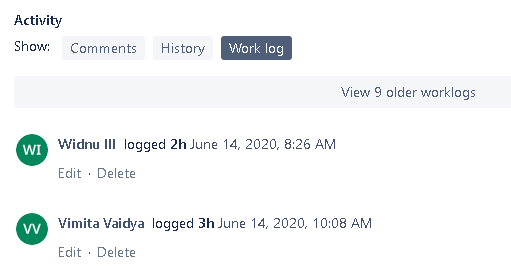 Activity
Show: Comments History Work log
View 9 older worklogs
WI Widnu III logged 2h June 14, 2020, 8:26 AM
Edit · Delete
VV Vimita Vaidya logged 3h June 14, 2020, 10:08 AM
Edit · Delete